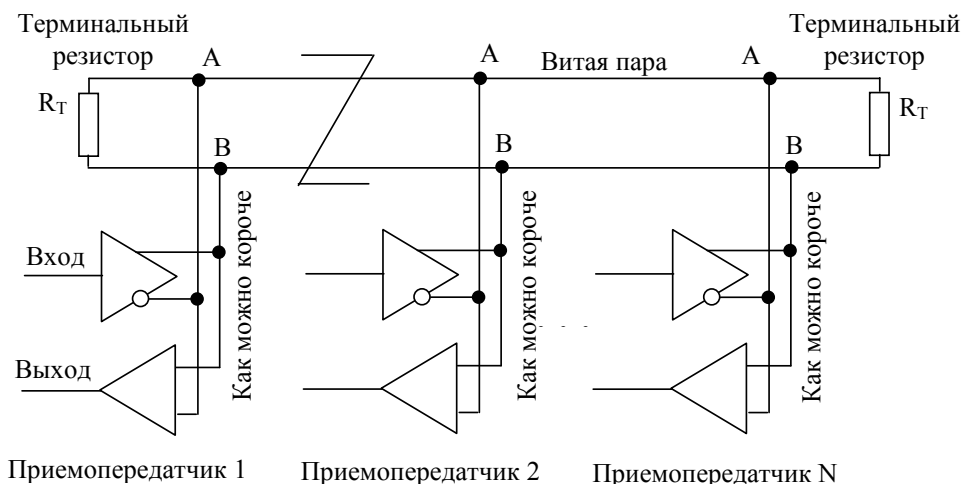 Терминальный
резистор
Терминальный
резистор
A
A
Витая пара
A
R_T
R_T
B
B
B
Вход
Выход
Как можно короче
Как можно короче
Как можно короче
Приемопередатчик 1
Приемопередатчик 2
Приемопередатчик N